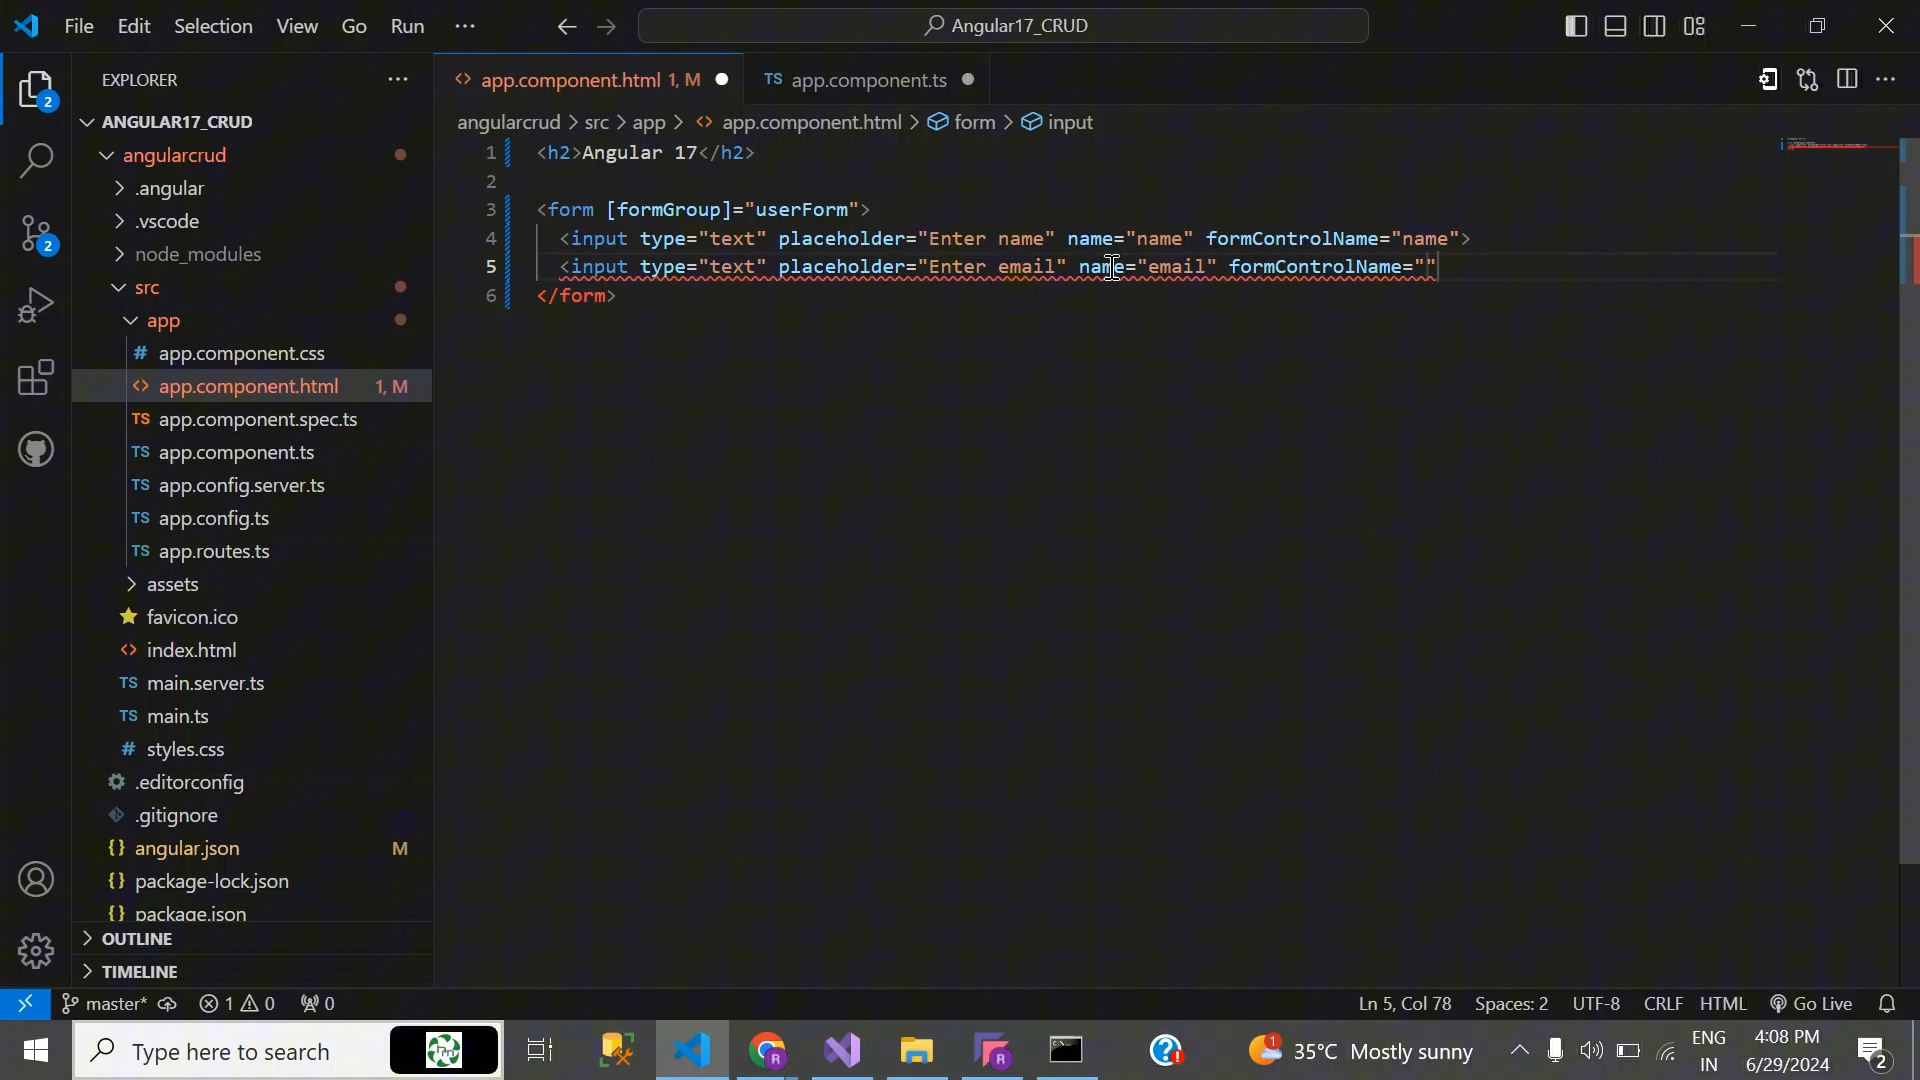 File Edit Selection View Go Run ··· Angular17_CRUD
EXPLORER ···
ANGULAR17_CRUD
angularcrud
.angular
.vscode
node_modules
src
app
app.component.css
app.component.html 1, M
app.component.spec.ts
app.component.ts
app.config.server.ts
app.config.ts
app.routes.ts
assets
favicon.ico
index.html
main.server.ts
main.ts
styles.css
.editorconfig
.gitignore
angular.json M
package-lock.json
package.json
OUTLINE
TIMELINE
2
2
app.component.html 1, M TS app.component.ts
angularcrud > src > app > app.component.html > form > input
1 <h2>Angular 17</h2>
2
3 <form [formGroup]="userForm">
4 <input type="text" placeholder="Enter name" name="name" formControlName="name">
5 <input type="text" placeholder="Enter email" name="email" formControlName=""
6 </form>
master* 1 0 0 Ln 5, Col 78 Spaces: 2 UTF-8 CRLF HTML Go Live
Type here to search 1 35°C Mostly sunny ENG IN 4:08 PM 6/29/2024 2